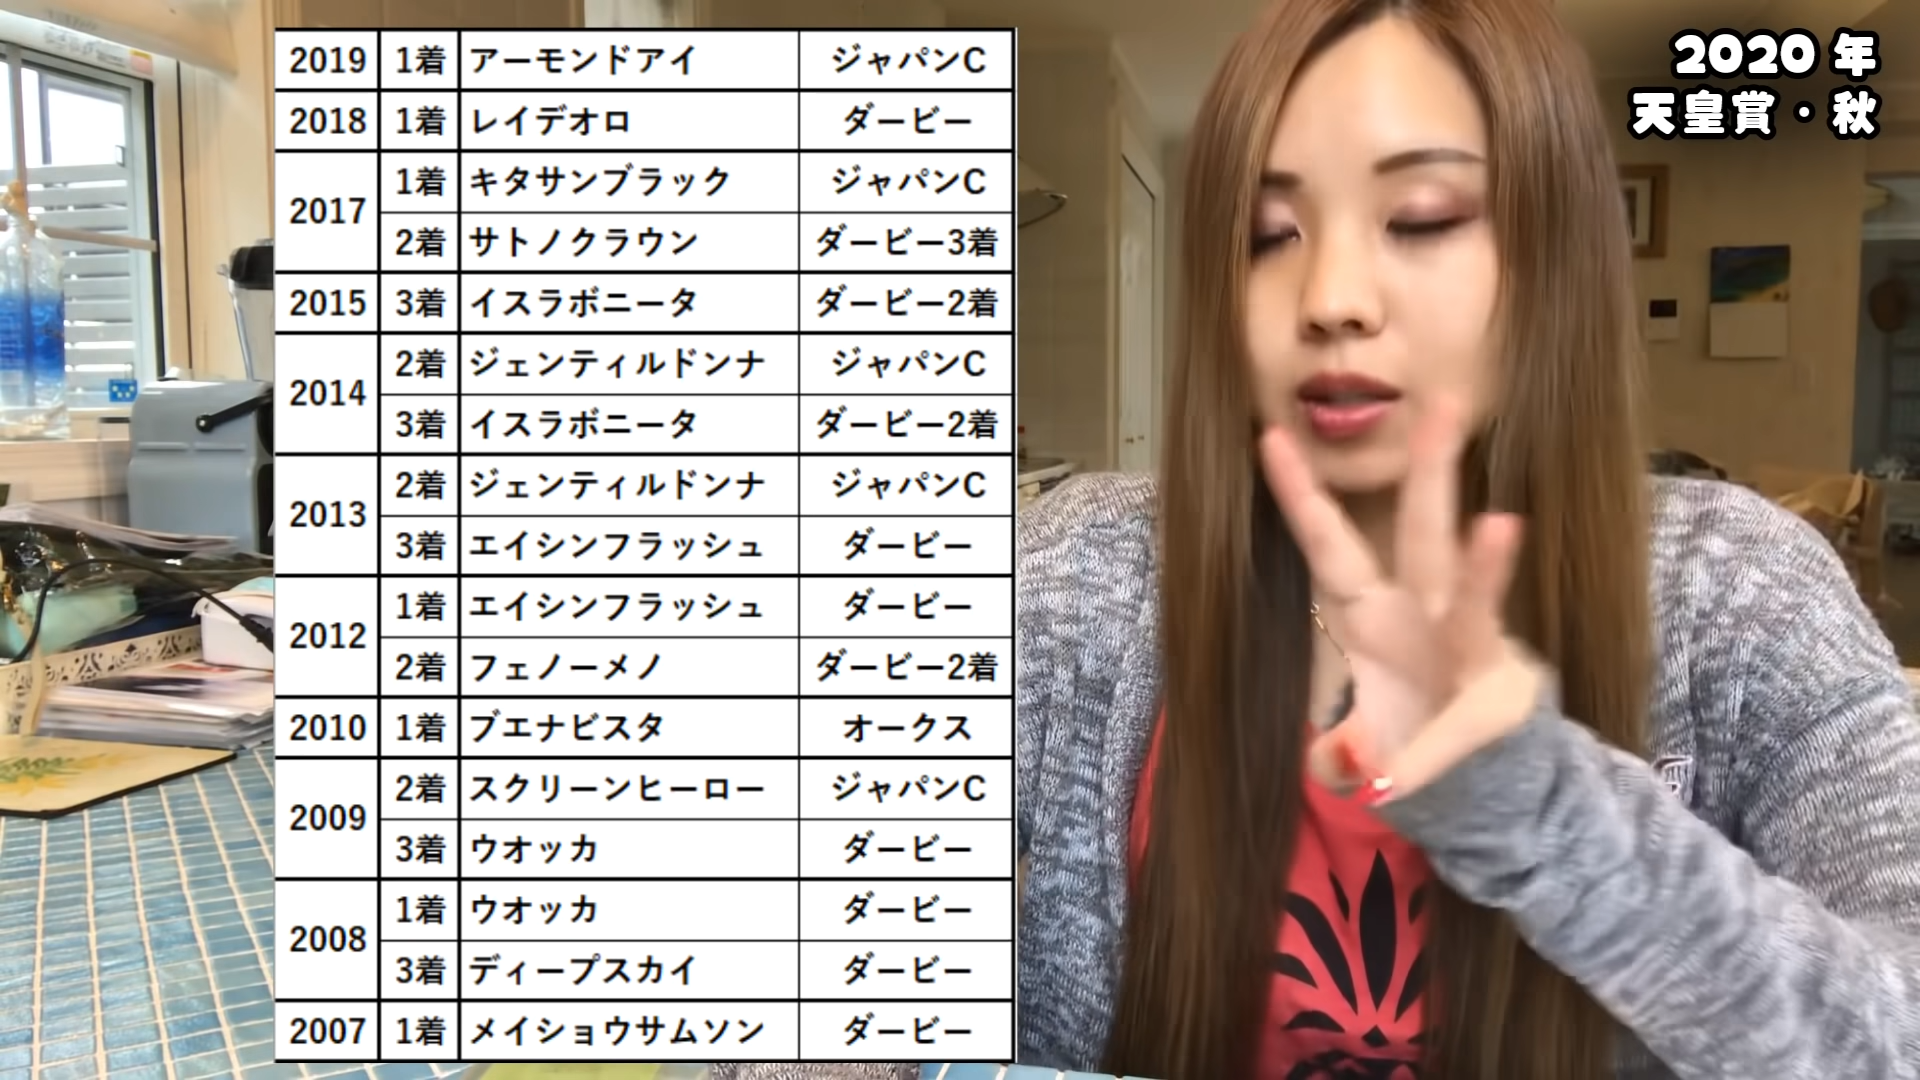 2019 1着 アーモンドアイ ジャパンC
2018 1着 レイデオロ ダービー
2017 1着 キタサンブラック ジャパンC
2着 サトノクラウン ダービー3着
2015 3着 イスラボニータ ダービー2着
2014 2着 ジェンティルドンナ ジャパンC
3着 イスラボニータ ダービー2着
2013 2着 ジェンティルドンナ ジャパンC
3着 エイシンフラッシュ ダービー
2012 1着 エイシンフラッシュ ダービー
2着 フェノーメノ ダービー2着
2010 1着 ブエナビスタ オークス
2009 2着 スクリーンヒーロー ジャパンC
3着 ウオッカ ダービー
2008 1着 ウオッカ ダービー
3着 ディープスカイ ダービー
2007 1着 メイショウサムソン ダービー
2020 年
天皇賞・秋